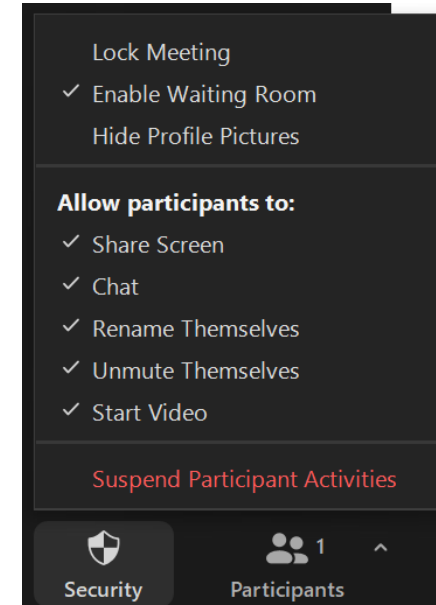 Lock Meeting
✓ Enable Waiting Room
Hide Profile Pictures
Allow participants to:
✓ Share Screen
✓ Chat
✓ Rename Themselves
✓ Unmute Themselves
✓ Start Video
Suspend Participant Activities
1
Security Participants